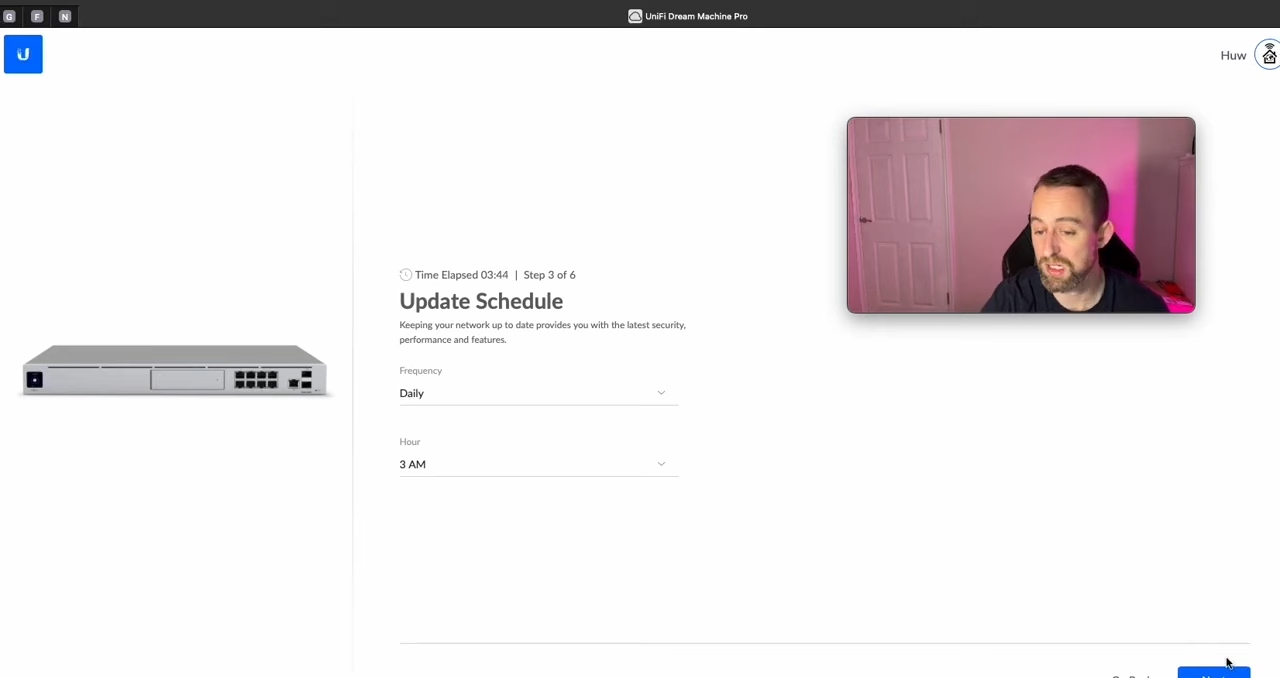 G F N UniFi Dream Machine Pro
U Huw
Time Elapsed 03:44 | Step 3 of 6
Update Schedule
Keeping your network up to date provides you with the latest security,
performance and features.
Frequency
Daily
Hour
3 AM